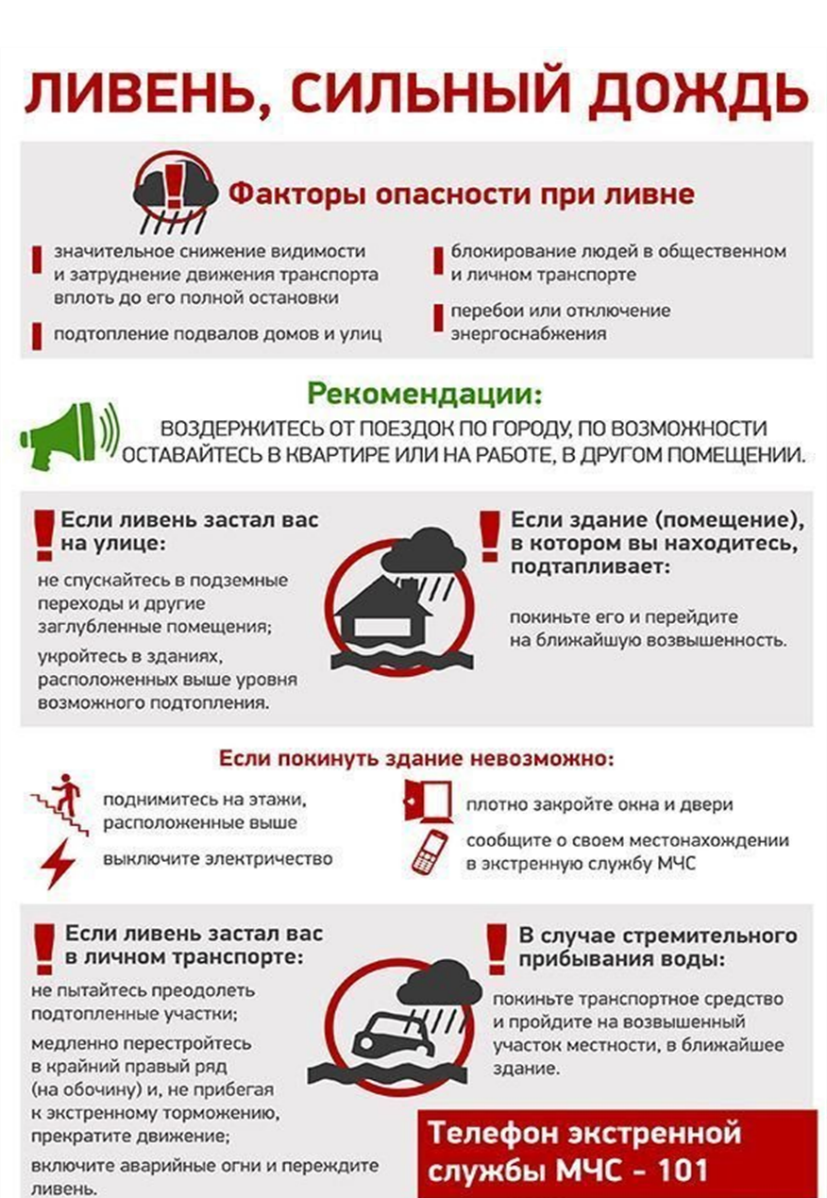 ЛИВЕНЬ, СИЛЬНЫЙ ДОЖДЬ
Факторы опасности при ливне
значительное снижение видимости
и затруднение движения транспорта
вплоть до его полной остановки
подтопление подвалов домов и улиц
блокирование людей в общественном
и личном транспорте
перебои или отключение
энергоснабжения
Рекомендации:
ВОЗДЕРЖИТЕСЬ ОТ ПОЕЗДОК ПО ГОРОДУ, ПО ВОЗМОЖНОСТИ
ОСТАВАЙТЕСЬ В КВАРТИРЕ ИЛИ НА РАБОТЕ, В ДРУГОМ ПОМЕЩЕНИИ.
Если ливень застал вас
на улице:
не спускайтесь в подземные
переходы и другие
заглубленные помещения;
укройтесь в зданиях,
расположенных выше уровня
возможного подтопления.
Если здание (помещение),
в котором вы находитесь,
подтапливает:
покиньте его и перейдите
на ближайшую возвышенность.
Если покинуть здание невозможно:
поднимитесь на этажи,
расположенные выше
выключите электричество
плотно закройте окна и двери
сообщите о своем местонахождении
в экстренную службу МЧС
Если ливень застал вас
в личном транспорте:
не пытайтесь преодолеть
подтопленные участки;
медленно перестройтесь
в крайний правый ряд
(на обочину) и, не прибегая
к экстренному торможению,
прекратите движение;
включите аварийные огни и переждите
ливень.
В случае стремительного
прибывания воды:
покиньте транспортное средство
и пройдите на возвышенный
участок местности, в ближайшее
здание.
Телефон экстренной
службы МЧС - 101